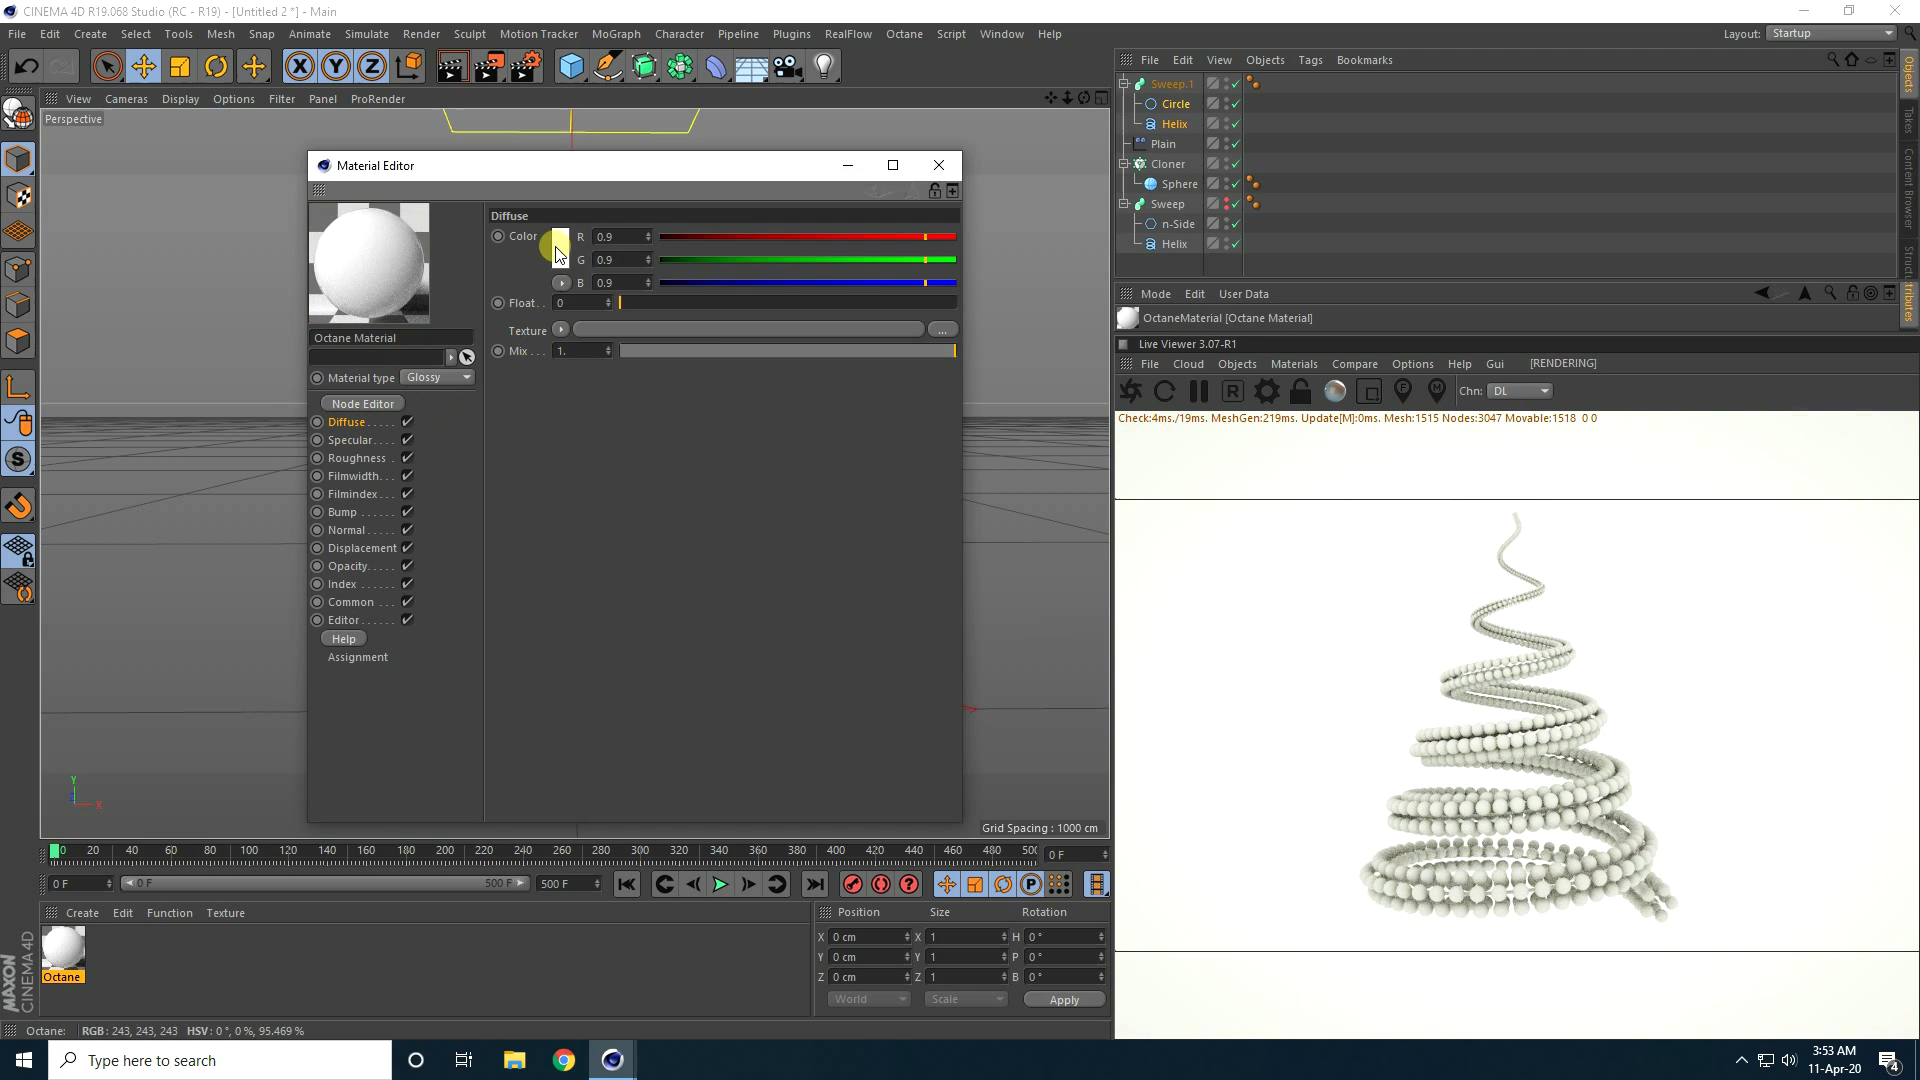 CINEMA 4D R19.068 Studio (RC - R19) - [Untitled 2 *] - Main
File Edit Create Select Tools Mesh Snap Animate Simulate Render Sculpt Motion Tracker MoGraph Character Pipeline Plugins RealFlow Octane Script Window Help
Layout: Startup
View Cameras Display Options Filter Panel ProRender
Perspective
Material Editor
Diffuse
Color R 0.9
G 0.9
B 0.9
Float.. 0
Texture ...
Mix... 1.
Octane Material
Material type Glossy
Node Editor
Diffuse.....
Specular....
Roughness .
Filmwidth...
Filmindex...
Bump ......
Normal.....
Displacement
Opacity.....
Index ......
Common ...
Editor......
Help
Assignment
Y
Z X
Grid Spacing : 1000 cm
0 20 40 60 80 100 120 140 160 180 200 220 240 260 280 300 320 340 360 380 400 420 440 460 480 50
0 F
0 F 0 F 500 F 500 F
Create Edit Function Texture
Octane
MAXON
CINEMA 4D
Position Size Rotation
X 0 cm X 1 H 0 °
Y 0 cm Y 1 P 0 °
Z 0 cm Z 1 B 0 °
World Scale Apply
Octane: RGB: 243, 243, 243 HSV: 0 °, 0 %, 95.469 %
File Edit View Objects Tags Bookmarks
Sweep.1
Circle
Helix
Plain
Cloner
Sphere
Sweep
n-Side
Helix
Objects
Takes
Content Browser
Struct
tributes
Mode Edit User Data
OctaneMaterial [Octane Material]
Live Viewer 3.07-R1
File Cloud Objects Materials Compare Options Help Gui [RENDERING]
Chn: DL
Check:4ms./19ms. MeshGen:219ms. Update[M]:0ms. Mesh:1515 Nodes:3047 Movable:1518 0 0
Type here to search
3:53 AM
11-Apr-20
4